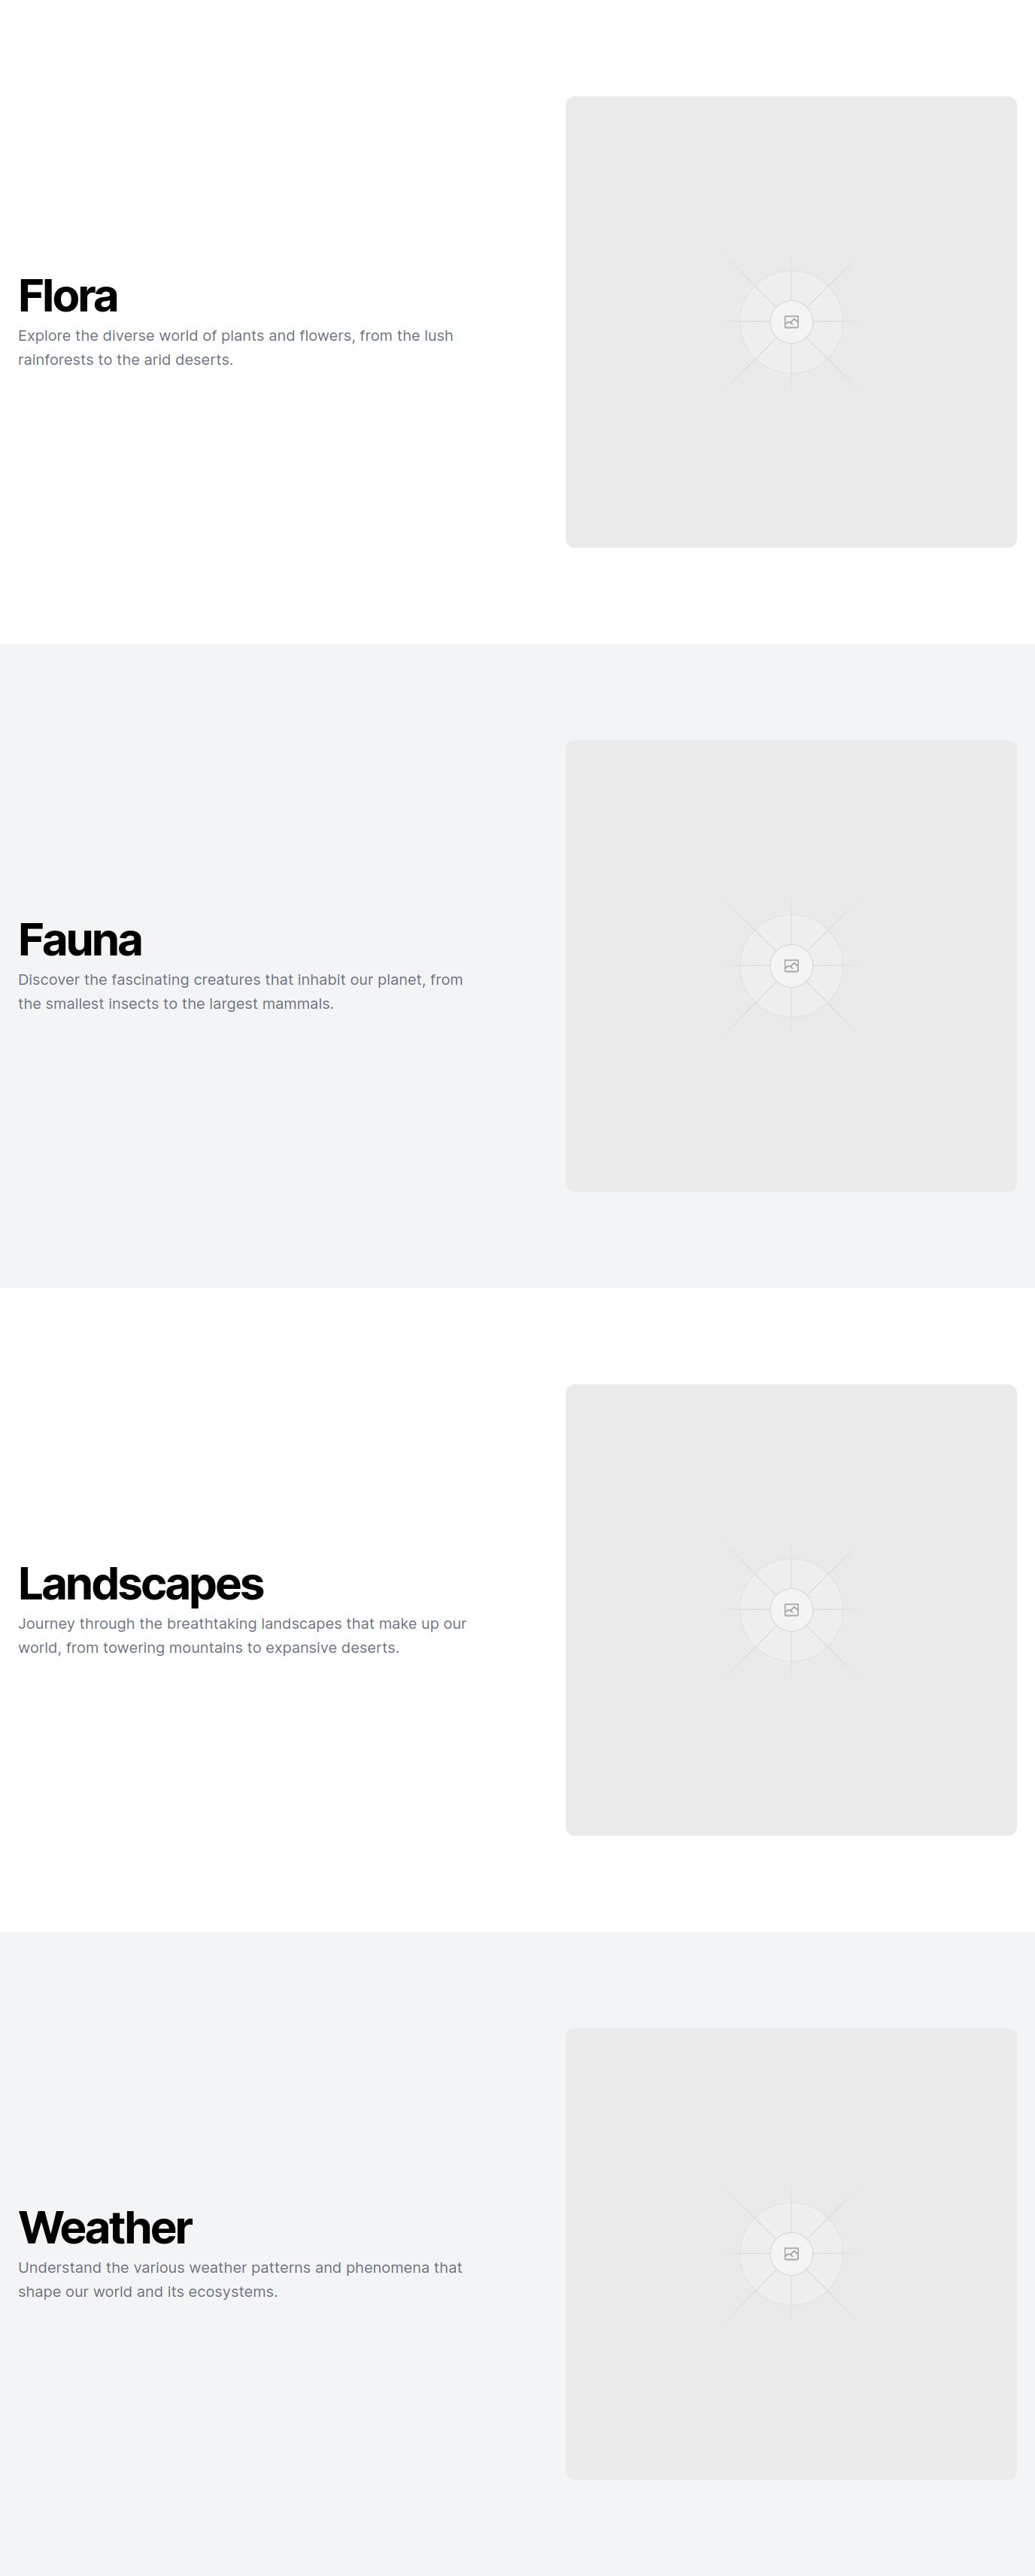 Flora
Explore the diverse world of plants and flowers, from the lush
rainforests to the arid deserts.
Fauna
Discover the fascinating creatures that inhabit our planet, from
the smallest insects to the largest mammals.
Landscapes
Journey through the breathtaking landscapes that make up our
world, from towering mountains to expansive deserts.
Weather
Understand the various weather patterns and phenomena that
shape our world and its ecosystems.